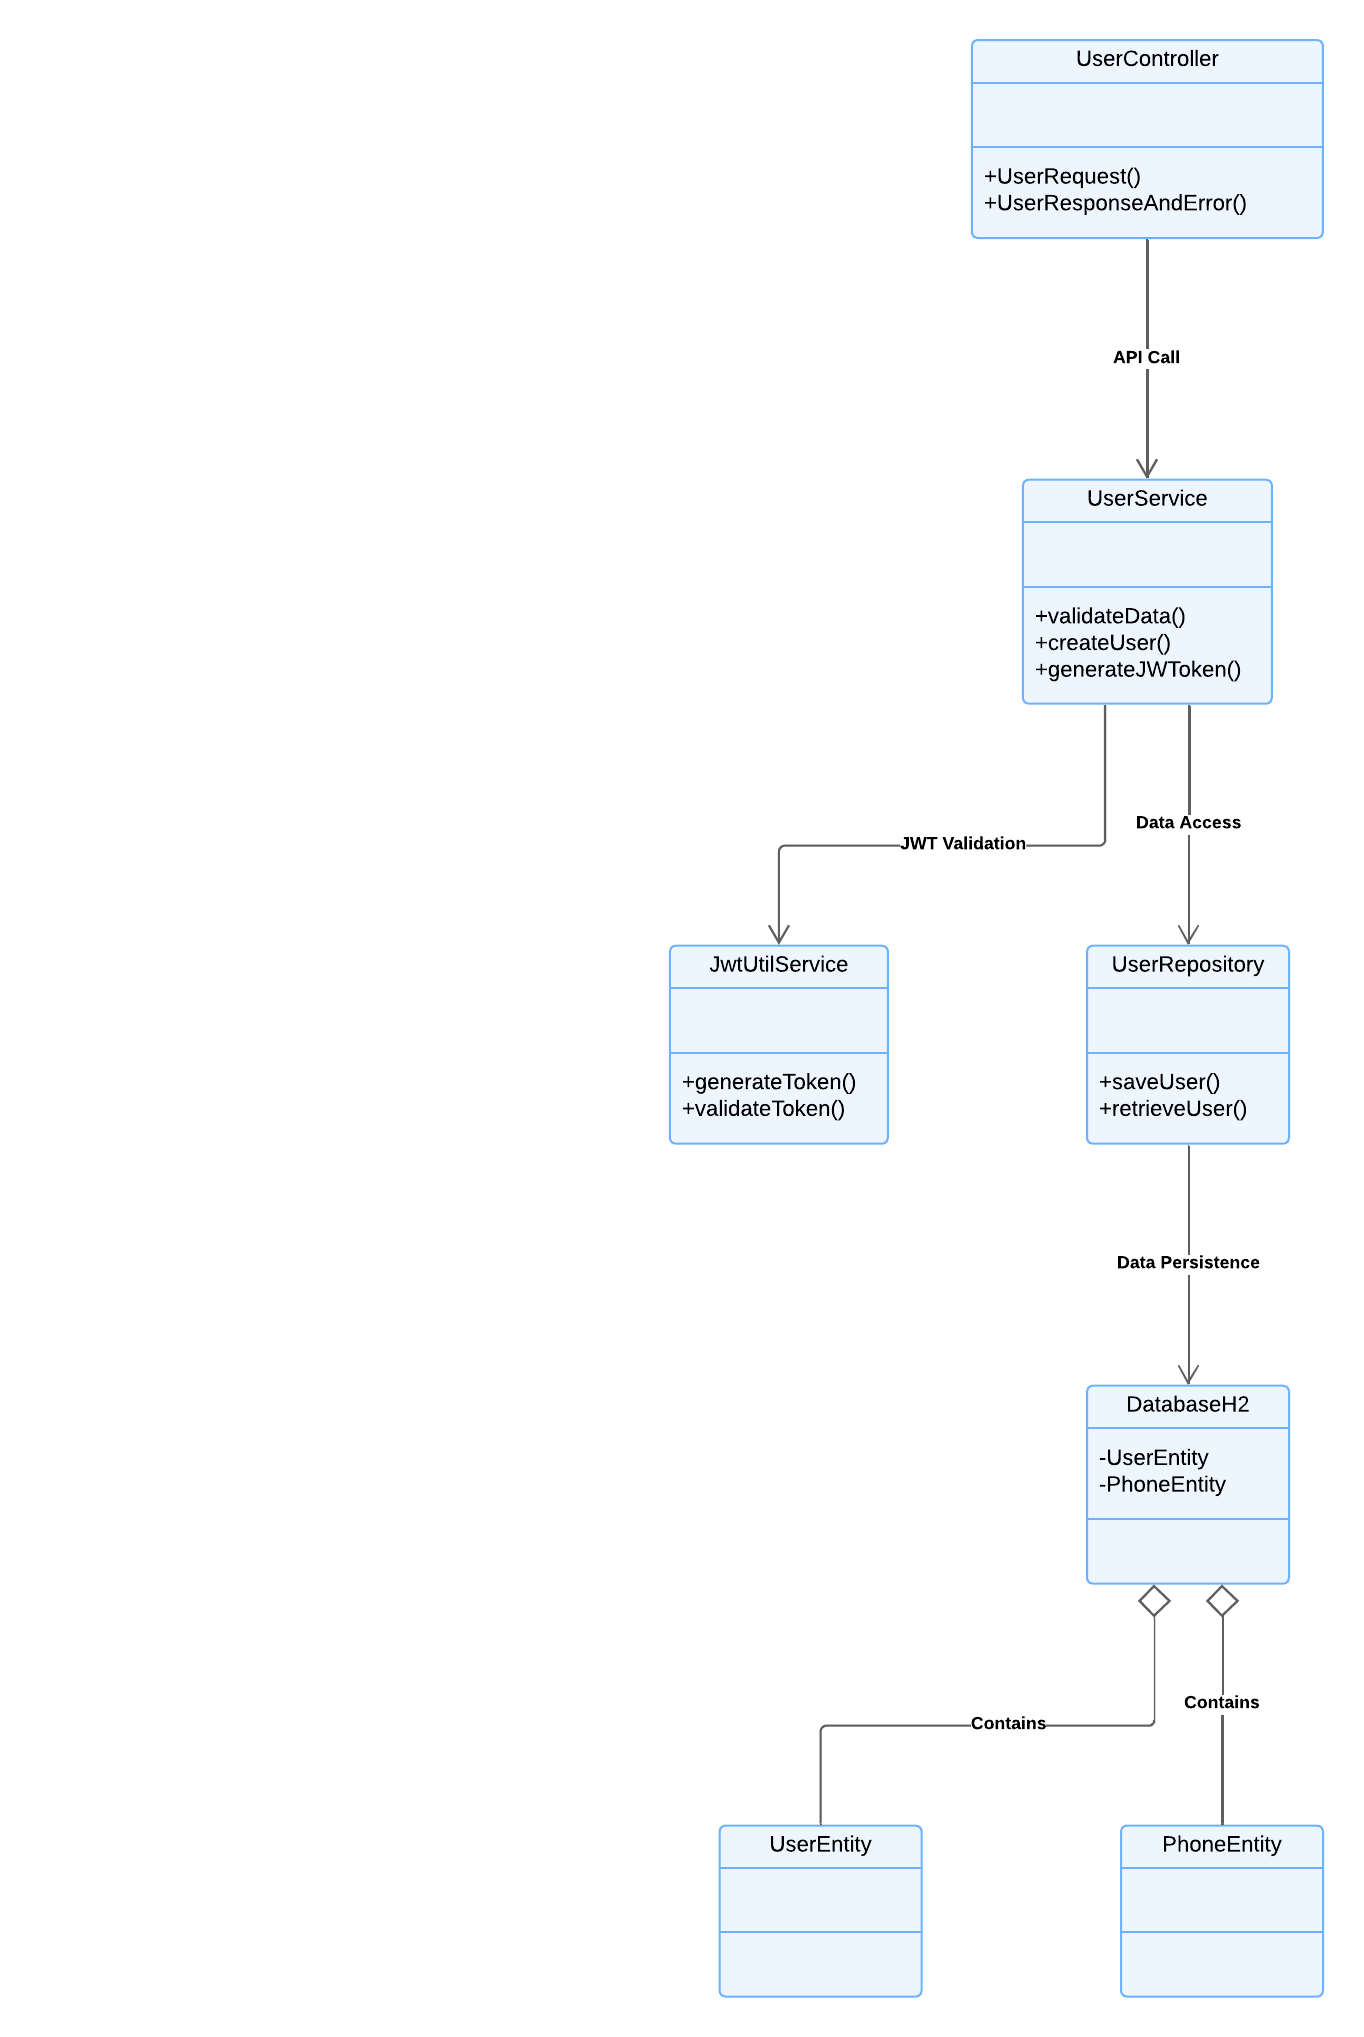 UserController
+UserRequest()
+UserResponseAndError()
API Call
UserService
+validateData()
+createUser()
+generateJWToken()
JWT Validation
Data Access
JwtUtilService
+generateToken()
+validateToken()
UserRepository
+saveUser()
+retrieveUser()
Data Persistence
DatabaseH2
-UserEntity
-PhoneEntity
Contains
Contains
UserEntity
PhoneEntity